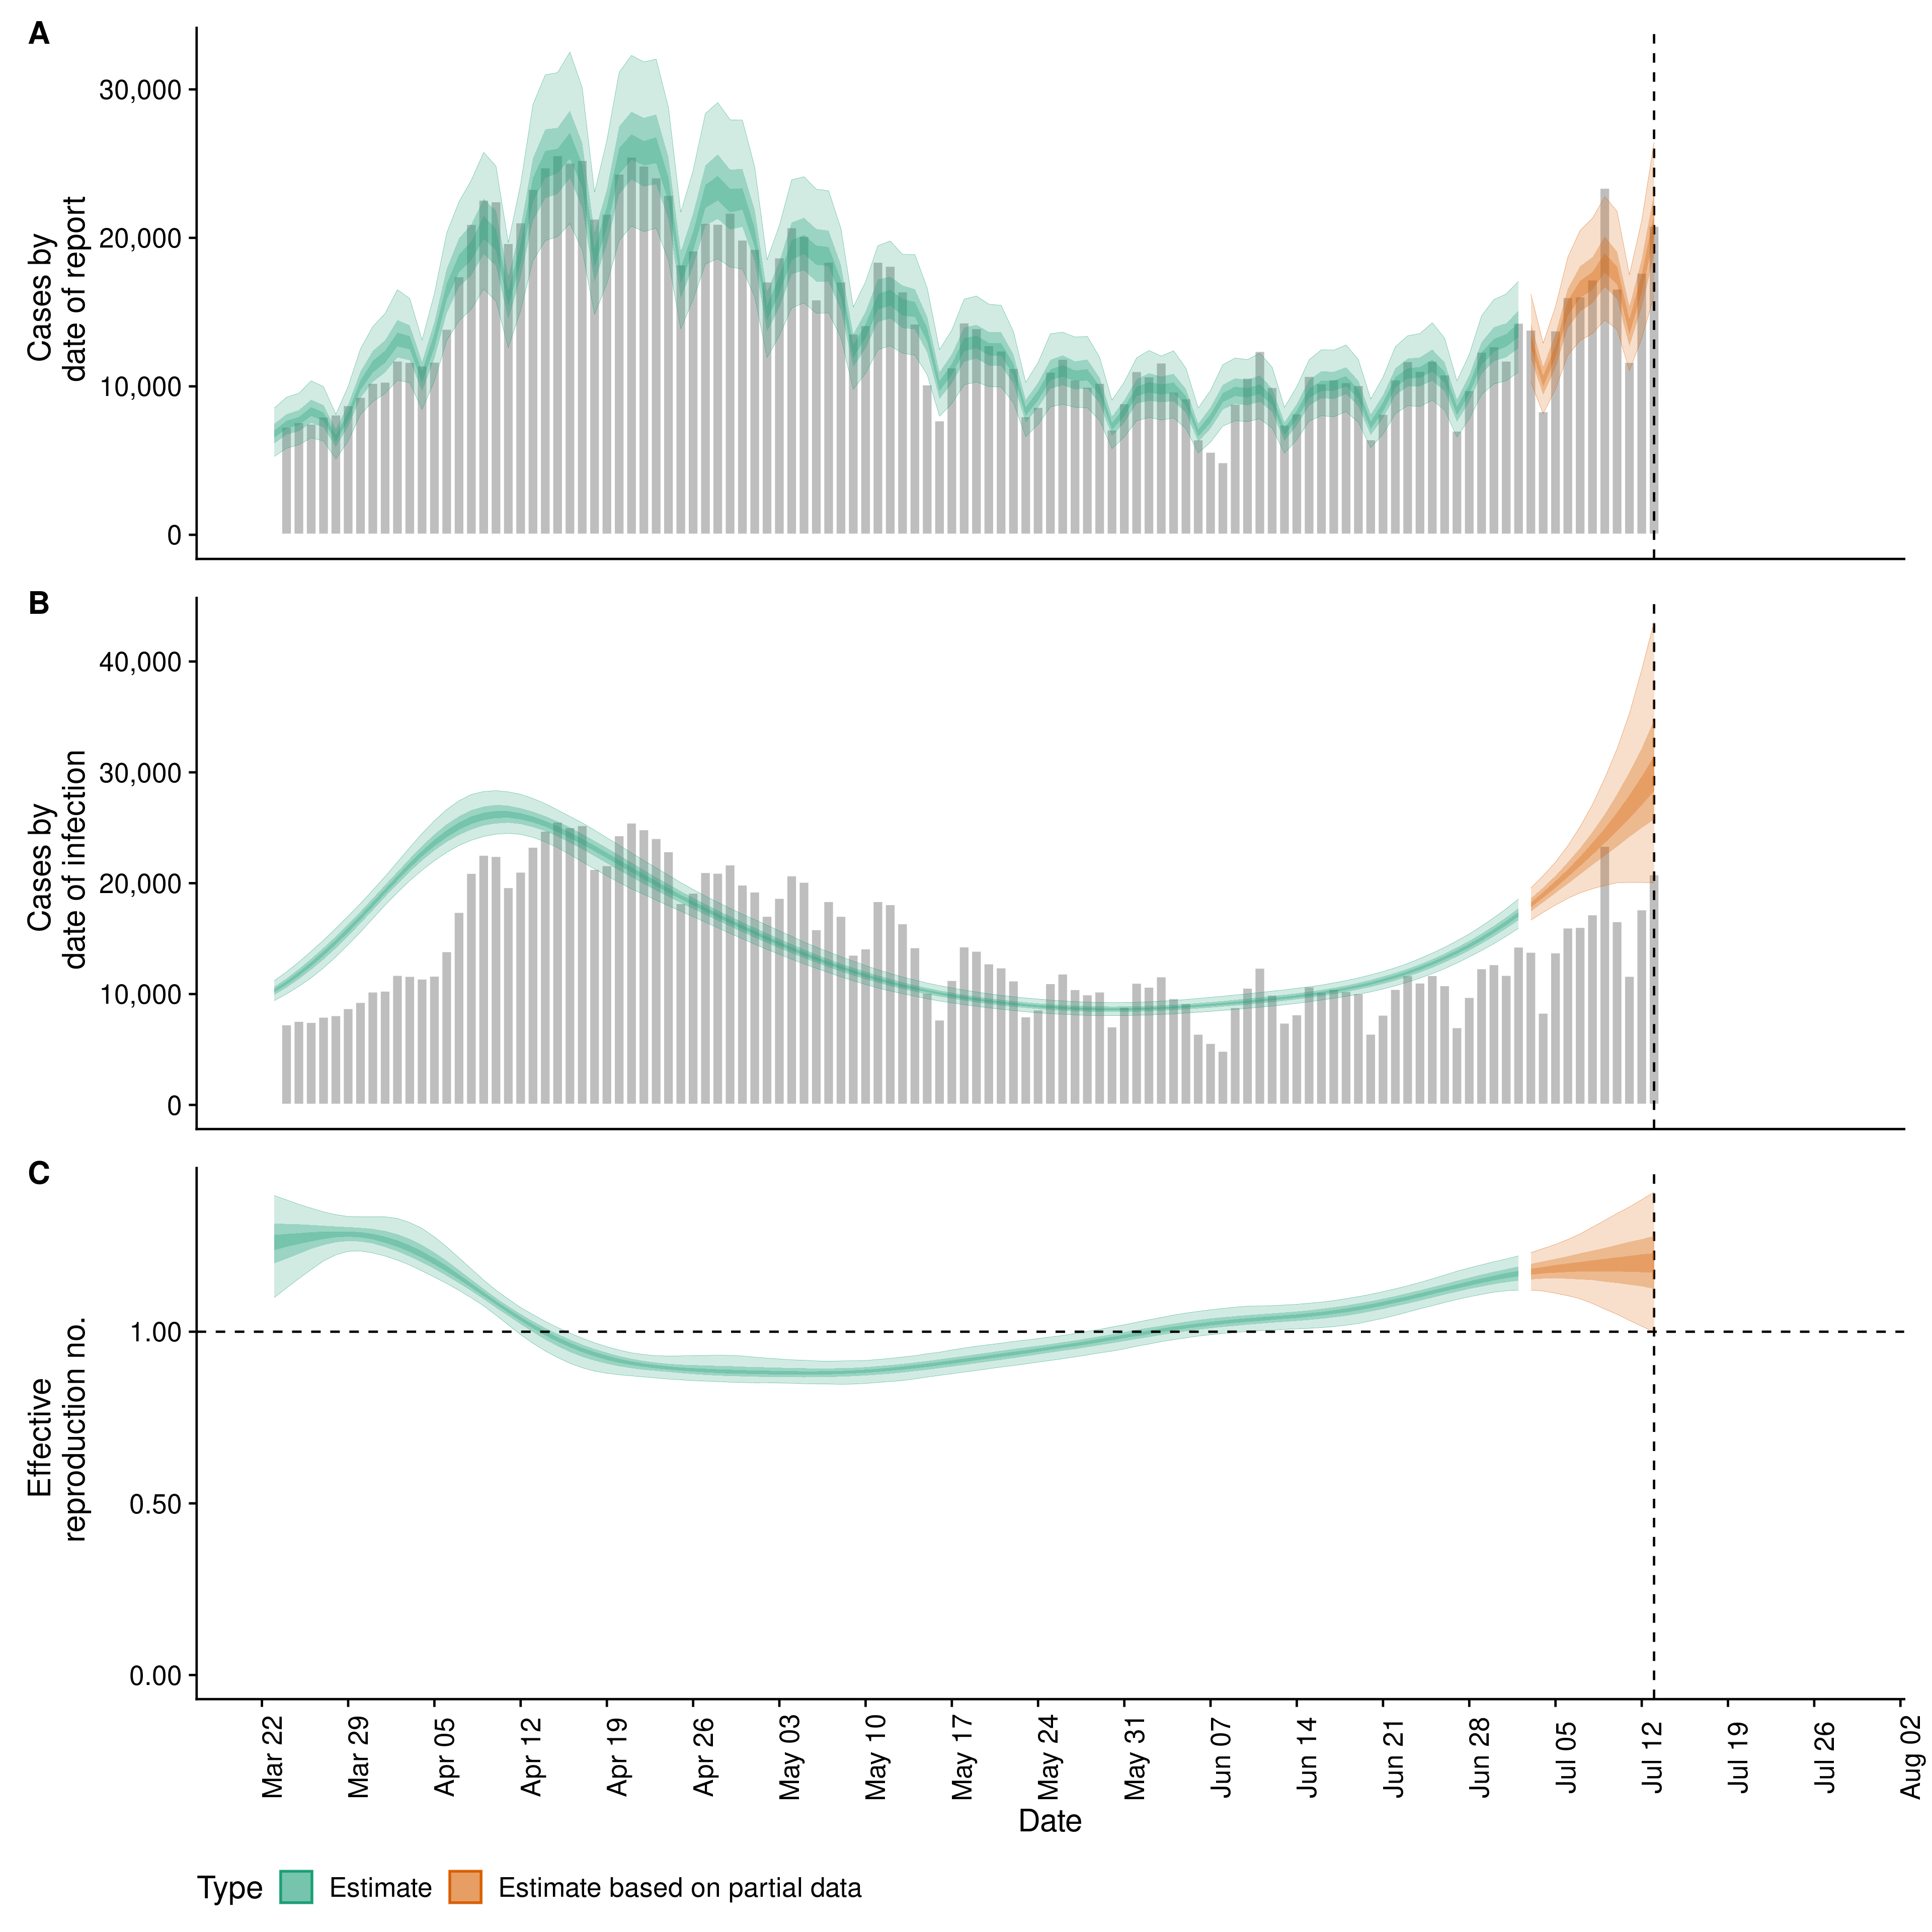 A
Cases by
date of report
30,000
20,000
10,000
0
B
Cases by
date of infection
40,000
30,000
20,000
10,000
0
C
Effective
reproduction no.
1.00
0.50
0.00
Mar 22
Mar 29
Apr 05
Apr 12
Apr 19
Apr 26
May 03
May 10
May 17
May 24
May 31
Jun 07
Jun 14
Jun 21
Jun 28
Jul 05
Jul 12
Jul 19
Jul 26
Aug 02
Date
Type Estimate Estimate based on partial data